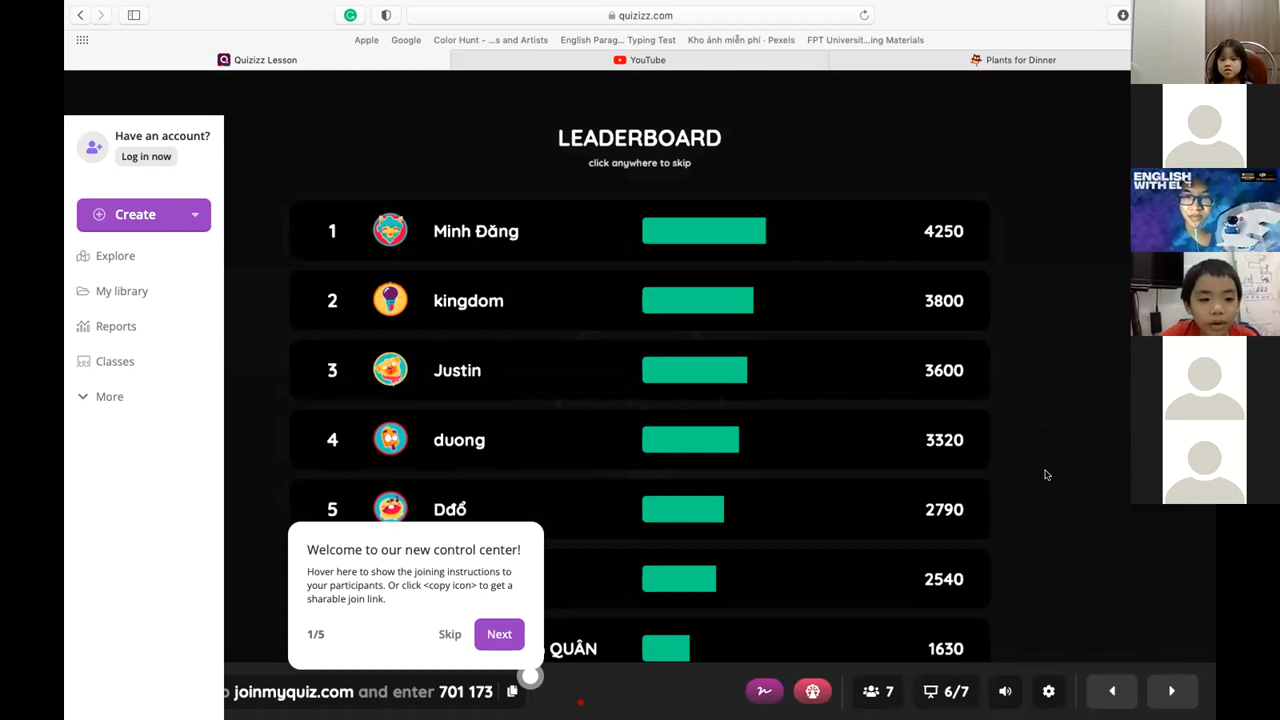 quizizz.com
Apple Google Color Hunt - ...s and Artists English Parag... Typing Test Kho ảnh miễn phí · Pexels FPT Universit...ing Materials
Quizizz Lesson YouTube Plants for Dinner
Have an account?
Log in now
Create
Explore
My library
Reports
Classes
More
LEADERBOARD
click anywhere to skip
1 Minh Đăng 4250
2 kingdom 3800
3 Justin 3600
4 duong 3320
5 Dđổ 2790
2540
QUÂN 1630
Welcome to our new control center!
Hover here to show the joining instructions to
your participants. Or click <copy icon> to get a
sharable join link.
1/5 Skip Next
joinmyquiz.com and enter 701 173
7 6/7
ENGLISH
WITH EL